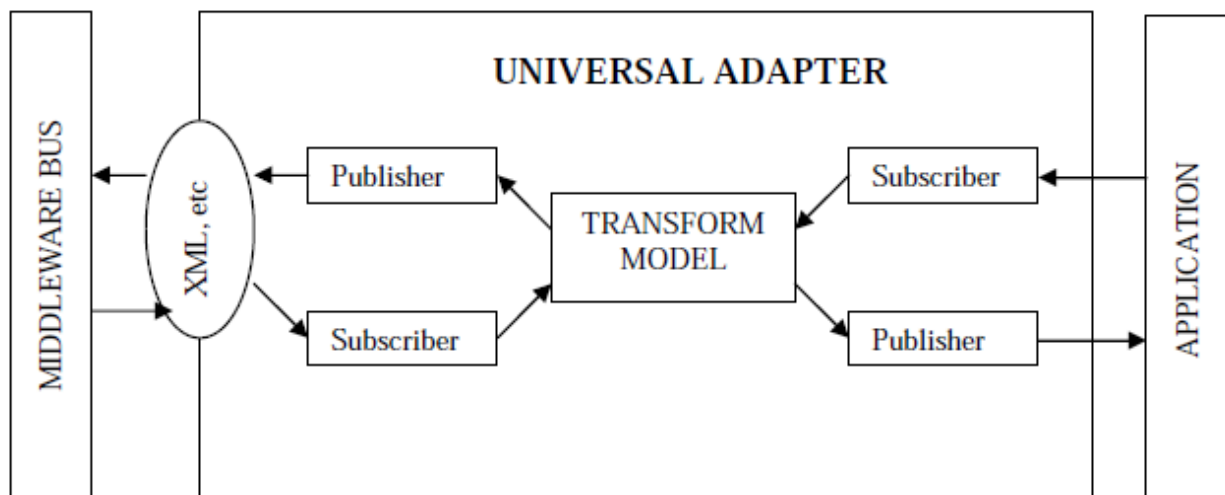 UNIVERSAL ADAPTER
MIDDLEWARE BUS
XML, etc
Publisher
Subscriber
TRANSFORM
MODEL
Subscriber
Publisher
APPLICATION